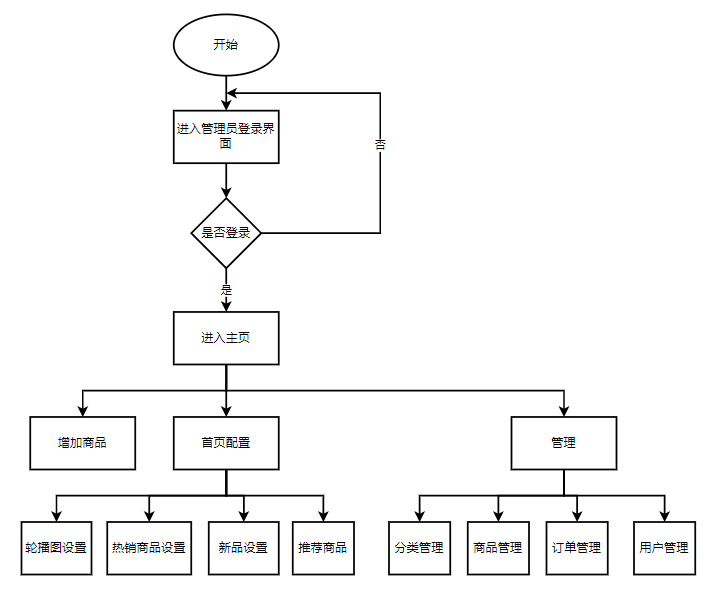 开始
进入管理员登录界
面
否
是否登录
是
进入主页
增加商品
首页配置
管理
轮播图设置
热销商品设置
新品设置
推荐商品
分类管理
商品管理
订单管理
用户管理